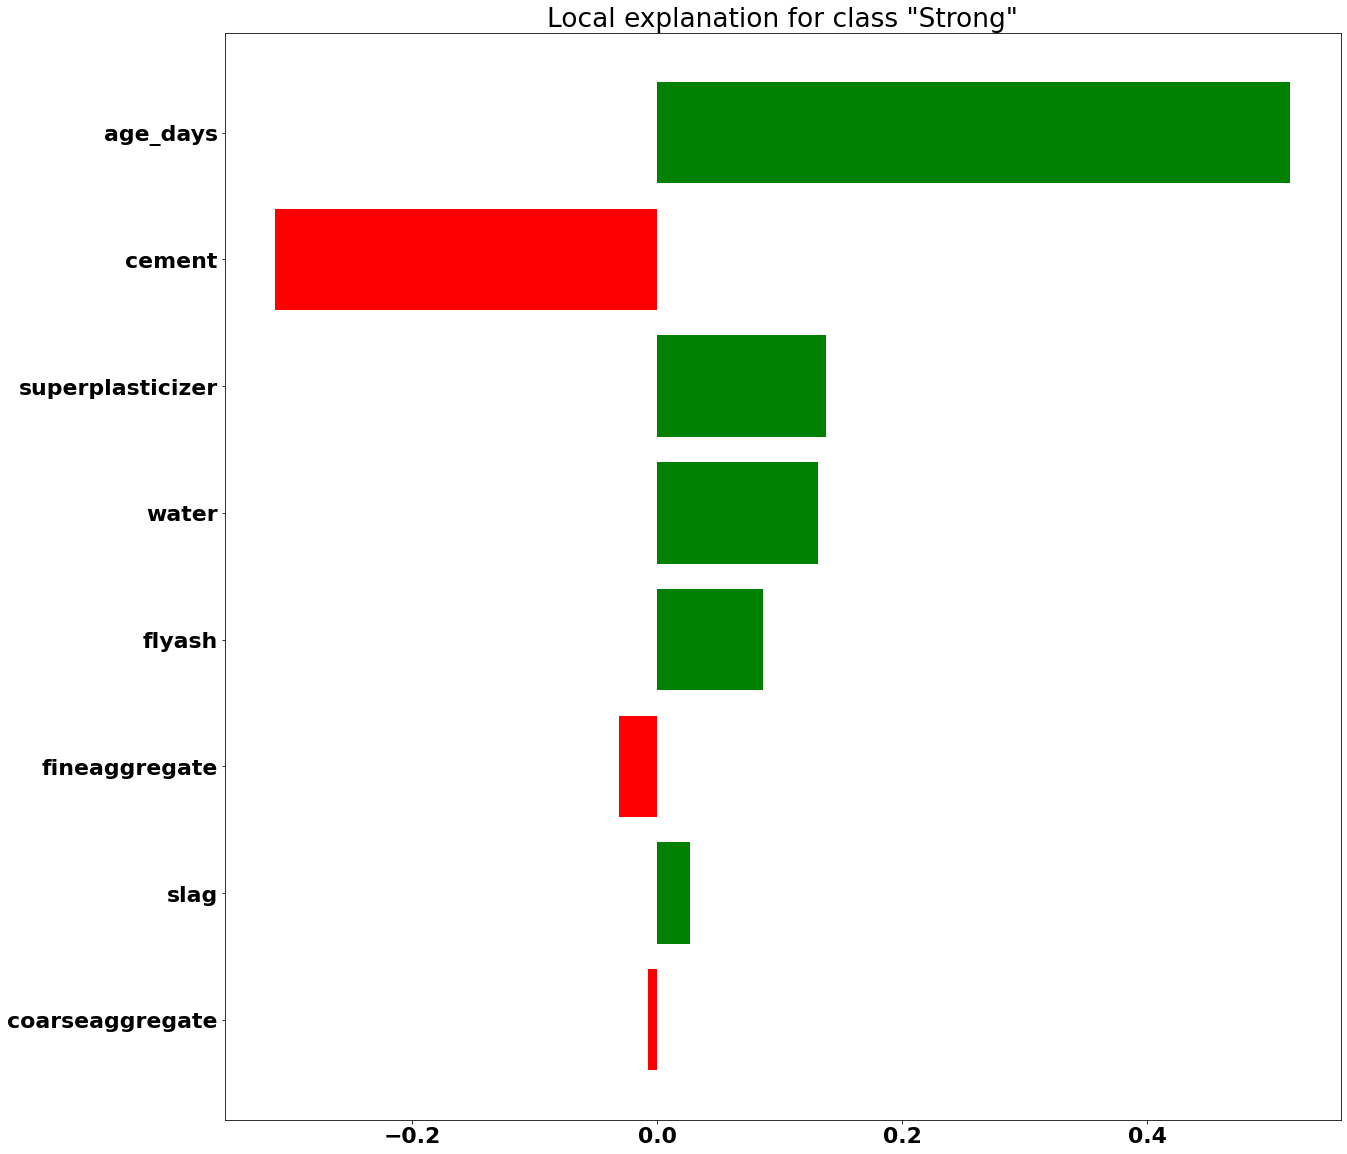 Local explanation for class "Strong"
age_days
cement
superplasticizer
water
flyash
fineaggregate
slag
coarseaggregate
−0.2 0.0 0.2 0.4